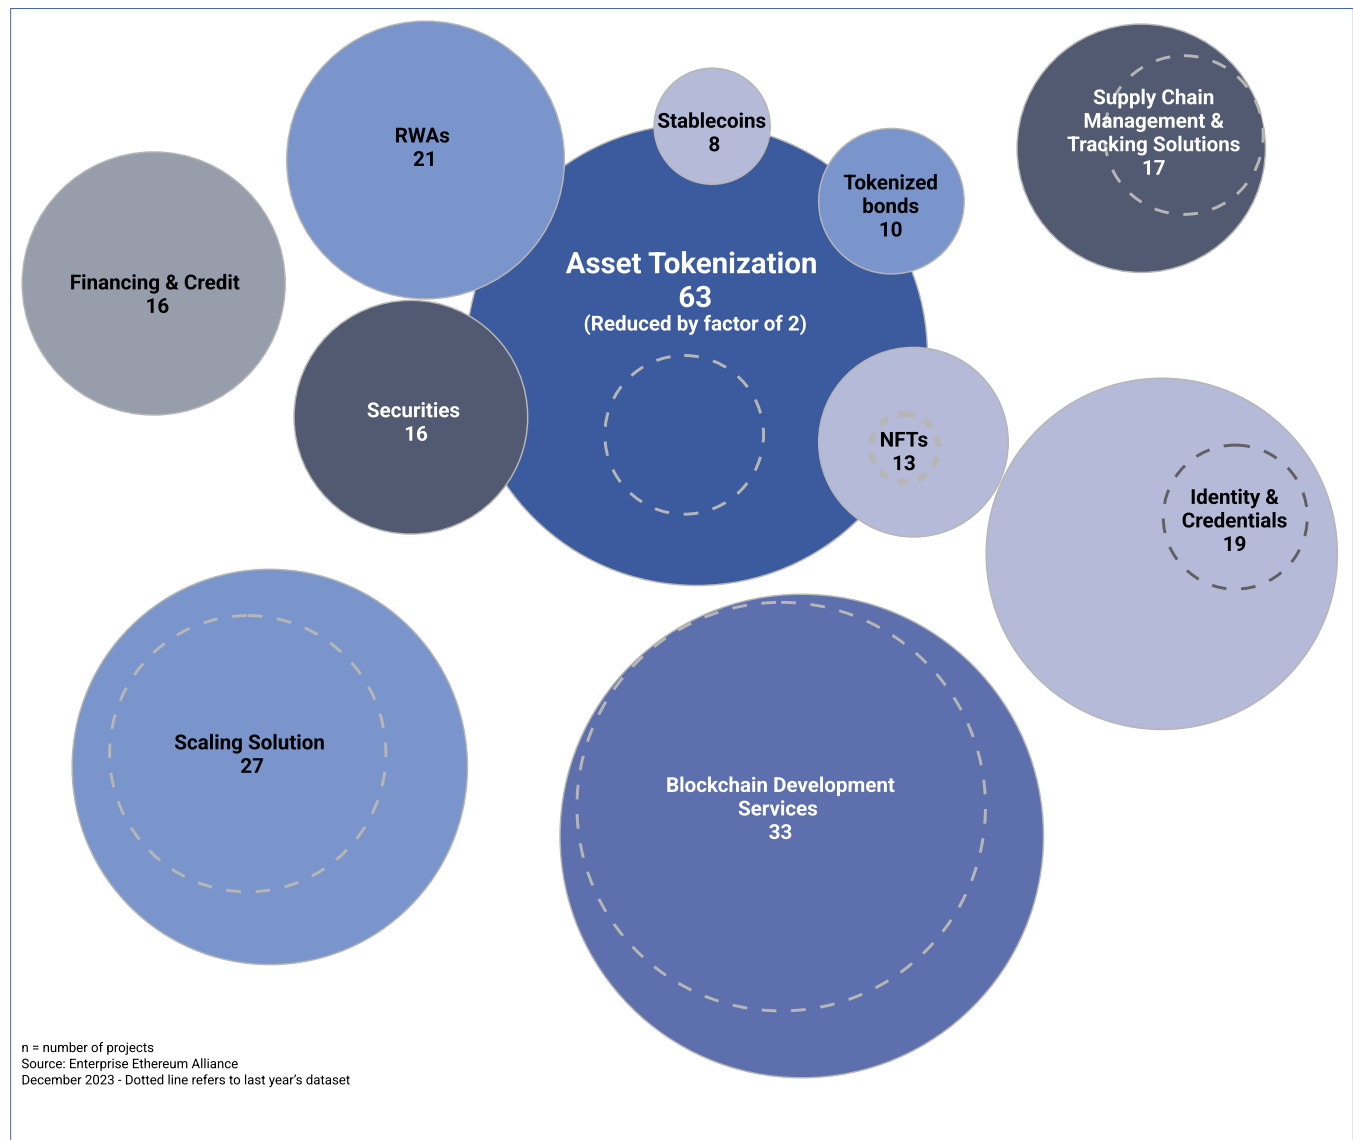 RWAs
21
Stablecoins
8
Supply Chain
Management &
Tracking Solutions
17
Tokenized
bonds
10
Financing & Credit
16
Asset Tokenization
63
(Reduced by factor of 2)
Securities
16
NFTs
13
Identity &
Credentials
19
Scaling Solution
27
Blockchain Development
Services
33
n = number of projects
Source: Enterprise Ethereum Alliance
December 2023 - Dotted line refers to last year’s dataset